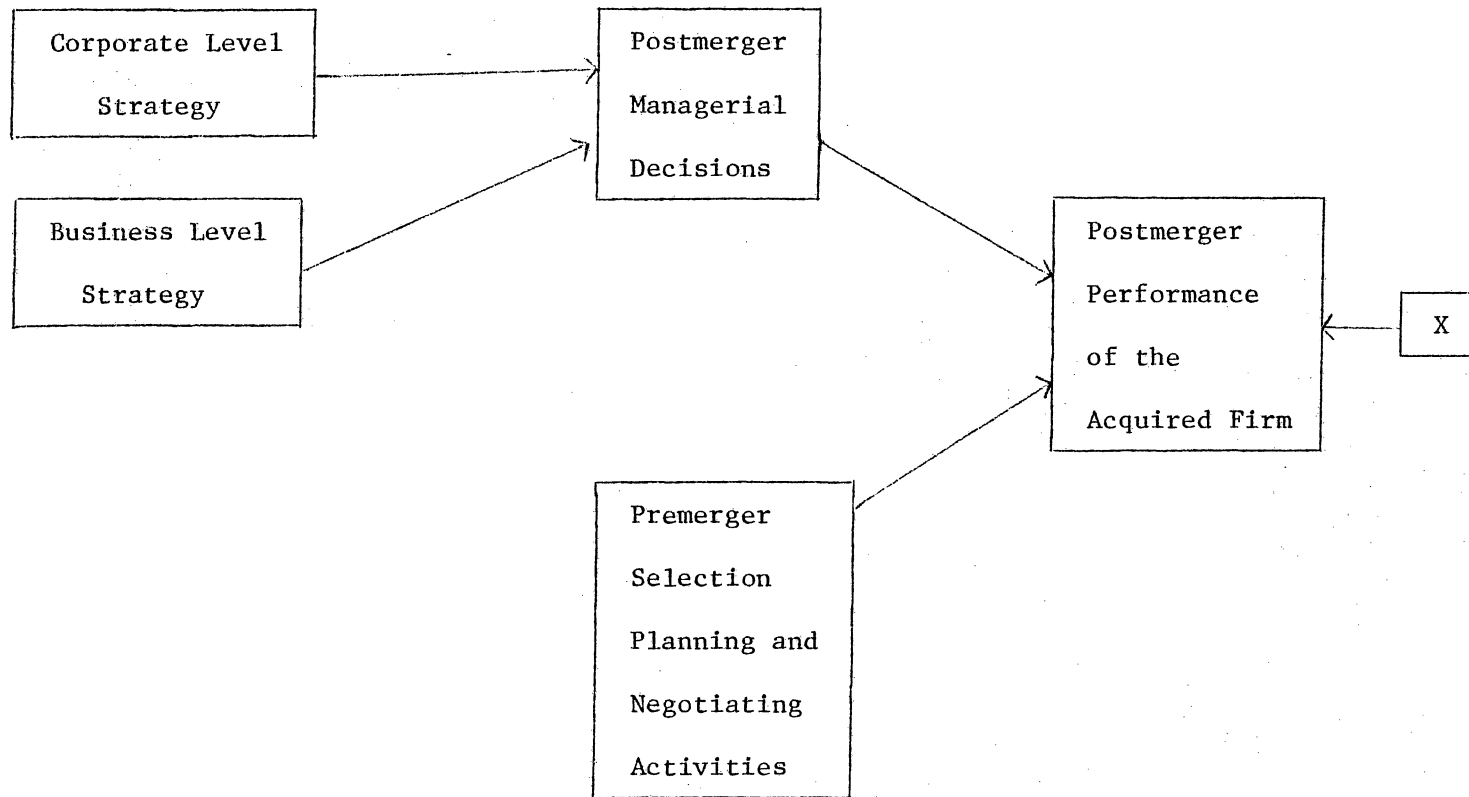 Corporate Level
Strategy
Business Level
Strategy
Postmerger
Managerial
Decisions
Postmerger
Performance
of the
Acquired Firm
X
Premerger
Selection
Planning and
Negotiating
Activities